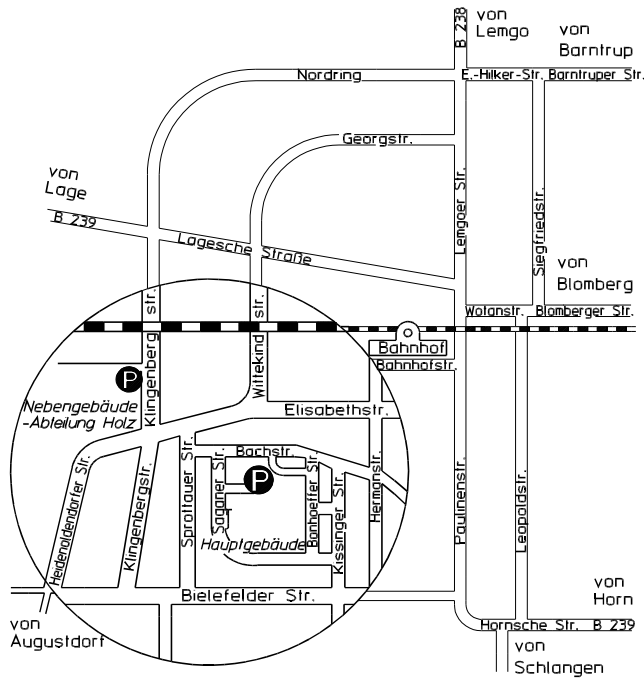 B 238
von
Lemgo
von
Barntrup
Nordring
E.-Hilker-Str.
Barntruper Str.
Georgstr.
von
Lage
B 239
Lagesche Straße
Lemgoer Str.
Siegfriedstr.
von
Blomberg
Wotanstr.
Blomberger Str.
Klingenberg str.
Wittekind str.
Bahnhof
Bahnhofstr.
P
Nebengebäude
-Abteilung Holz
Elisabethstr.
Heidenoldendorfer Str.
Klingenbergstr.
Sprottauer Str.
Saganer Str.
Bachstr.
P
Bonhoeffer Str.
Kissinger Str.
Hermanstr.
Paulinenstr.
Leopoldstr.
Hauptgebäude
Bielefelder Str.
von
Augustdorf
von
Horn
Hornsche Str. B 239
von
Schlangen